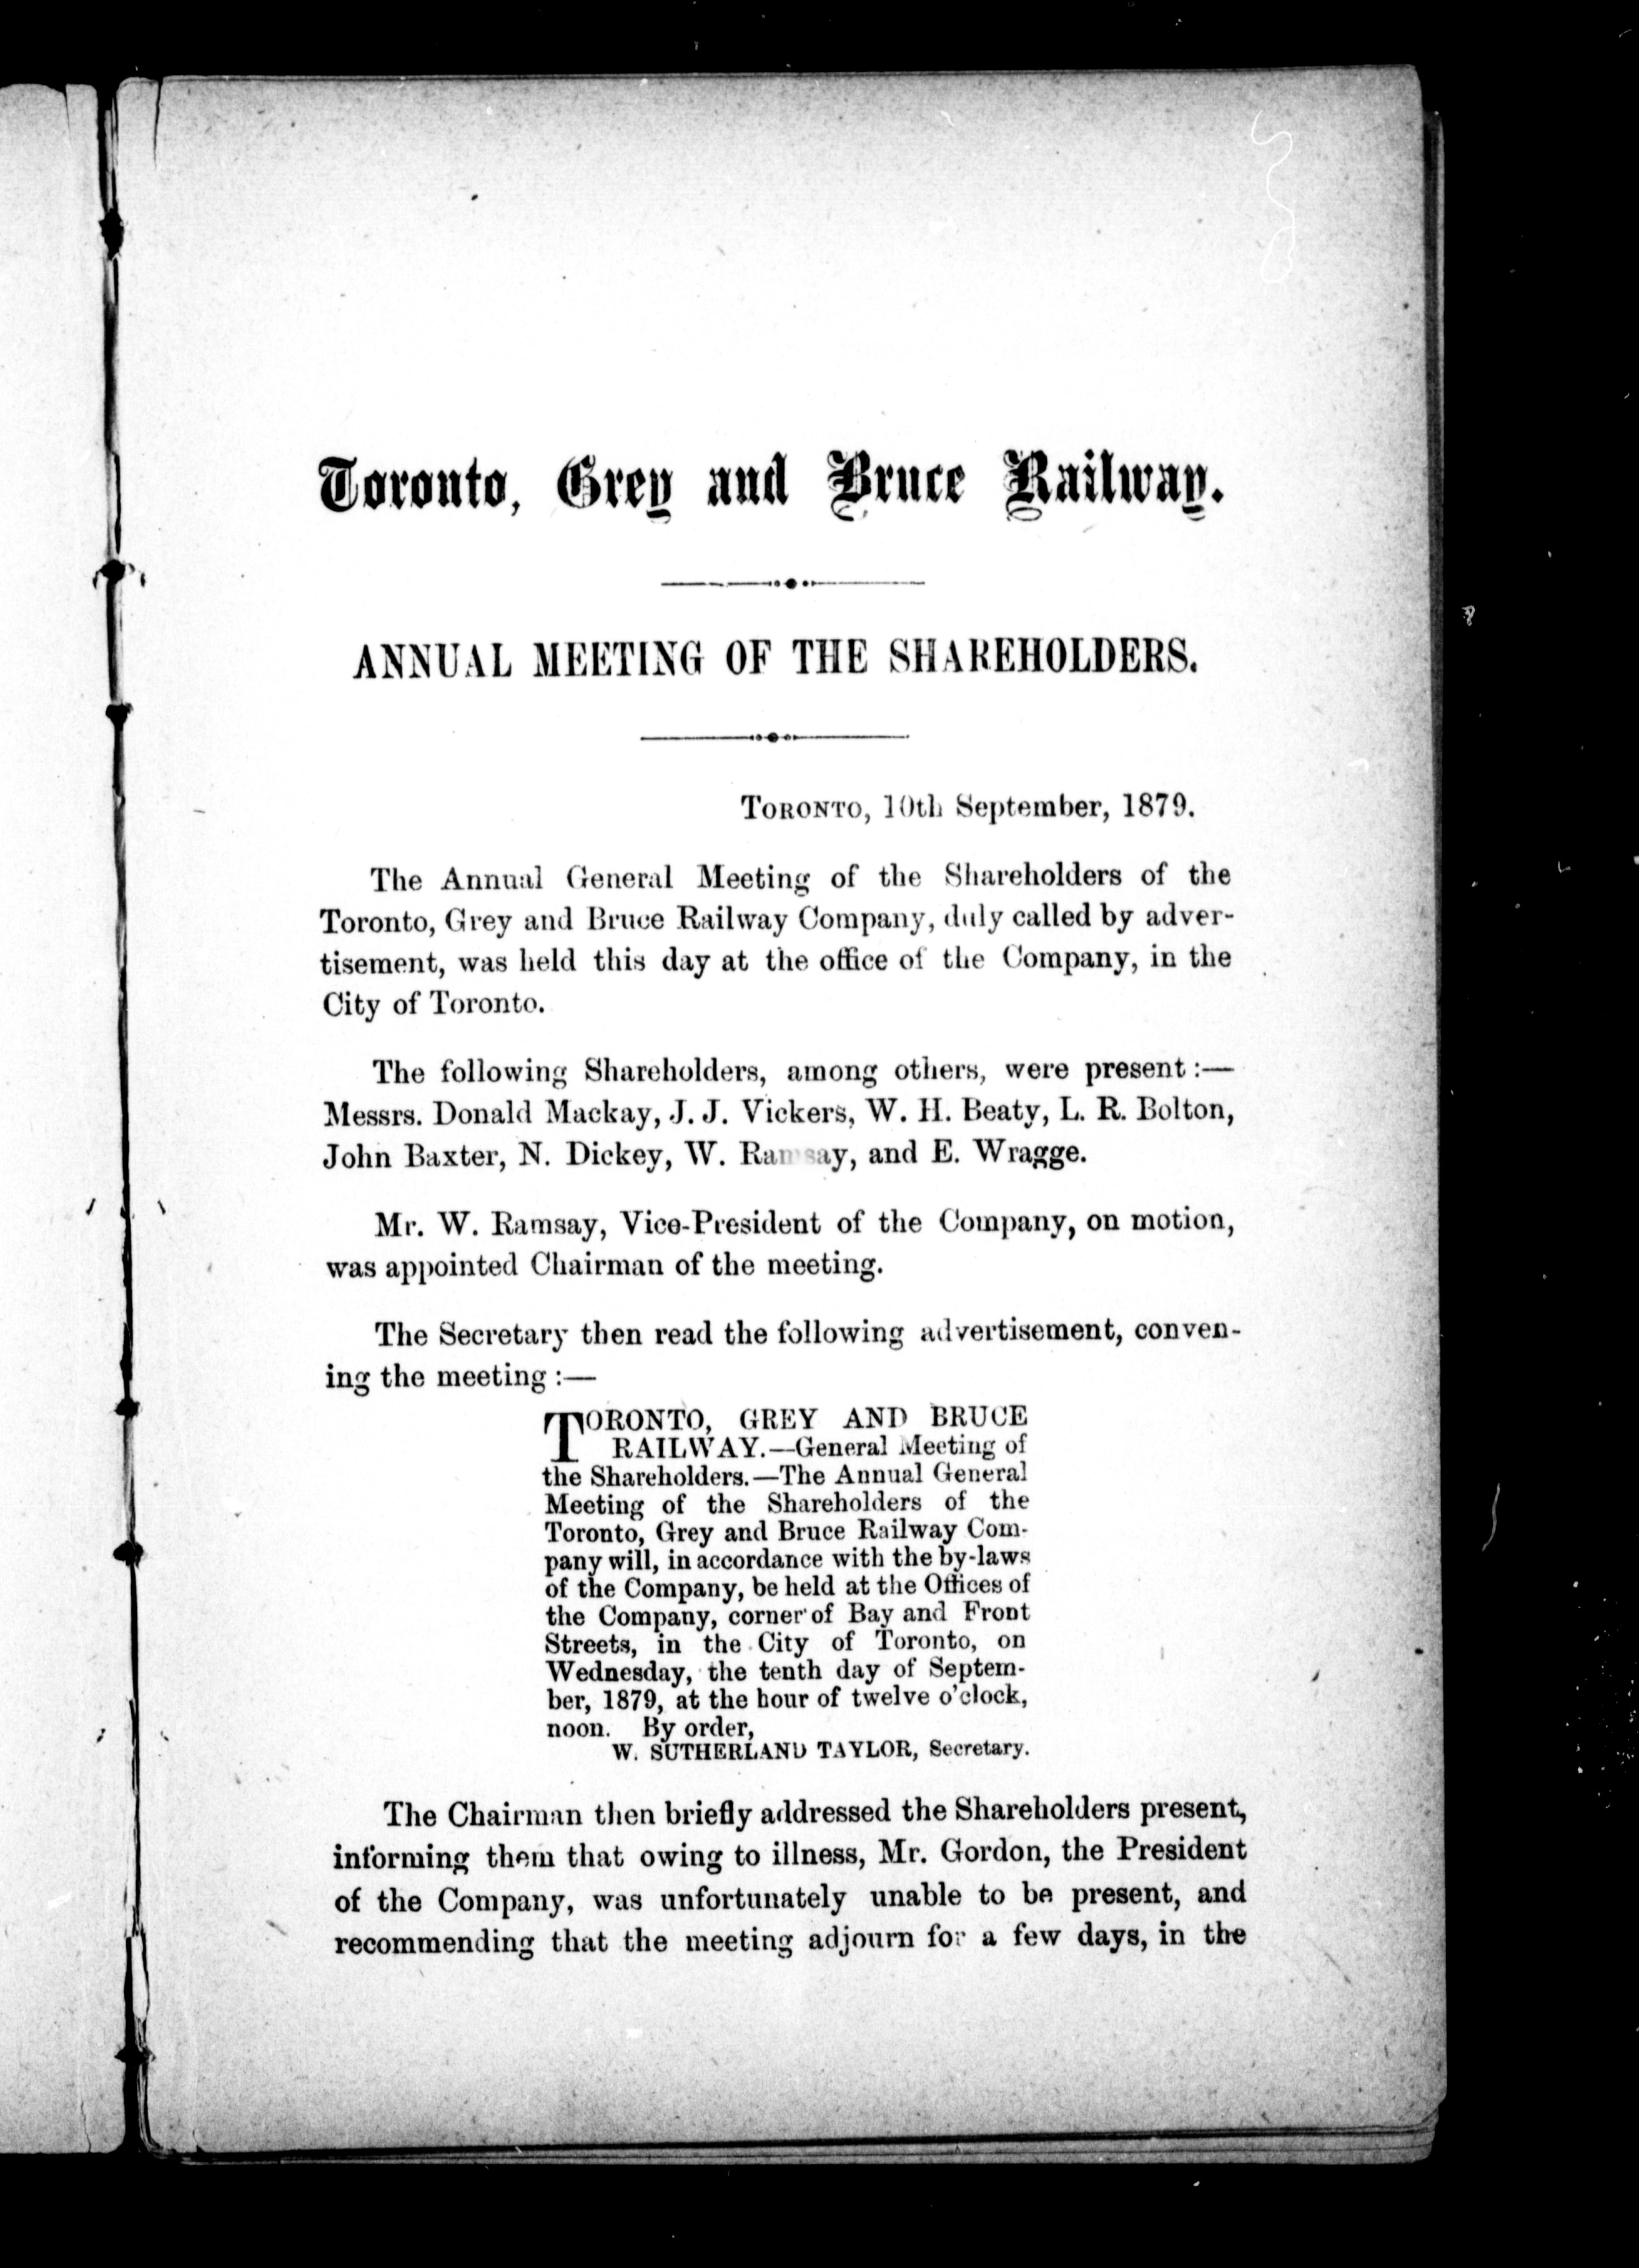 Toronto, Grey and Bruce Railway.
ANNUAL MEETING OF THE SHAREHOLDERS.
TORONTO, 10th September, 1879.
The Annual General Meeting of the Shareholders of the
Toronto, Grey and Bruce Railway Company, duly called by adver-
tisement, was held this day at the office of the Company, in the
City of Toronto.
The following Shareholders, among others, were present:—
Messrs. Donald Mackay, J. J. Vickers, W. H. Beaty, L. R. Bolton,
John Baxter, N. Dickey, W. Ramsay, and E. Wragge.
Mr. W. Ramsay, Vice-President of the Company, on motion,
was appointed Chairman of the meeting.
The Secretary then read the following advertisement, conven-
ing the meeting:—
TORONTO, GREY AND BRUCE
RAILWAY.—General Meeting of
the Shareholders.—The Annual General
Meeting of the Shareholders of the
Toronto, Grey and Bruce Railway Com-
pany will, in accordance with the by-laws
of the Company, be held at the Offices of
the Company, corner of Bay and Front
Streets, in the City of Toronto, on
Wednesday, the tenth day of Septem-
ber, 1879, at the hour of twelve o'clock,
noon. By order,
W. SUTHERLAND TAYLOR, Secretary.
The Chairman then briefly addressed the Shareholders present,
informing them that owing to illness, Mr. Gordon, the President
of the Company, was unfortunately unable to be present, and
recommending that the meeting adjourn for a few days, in the